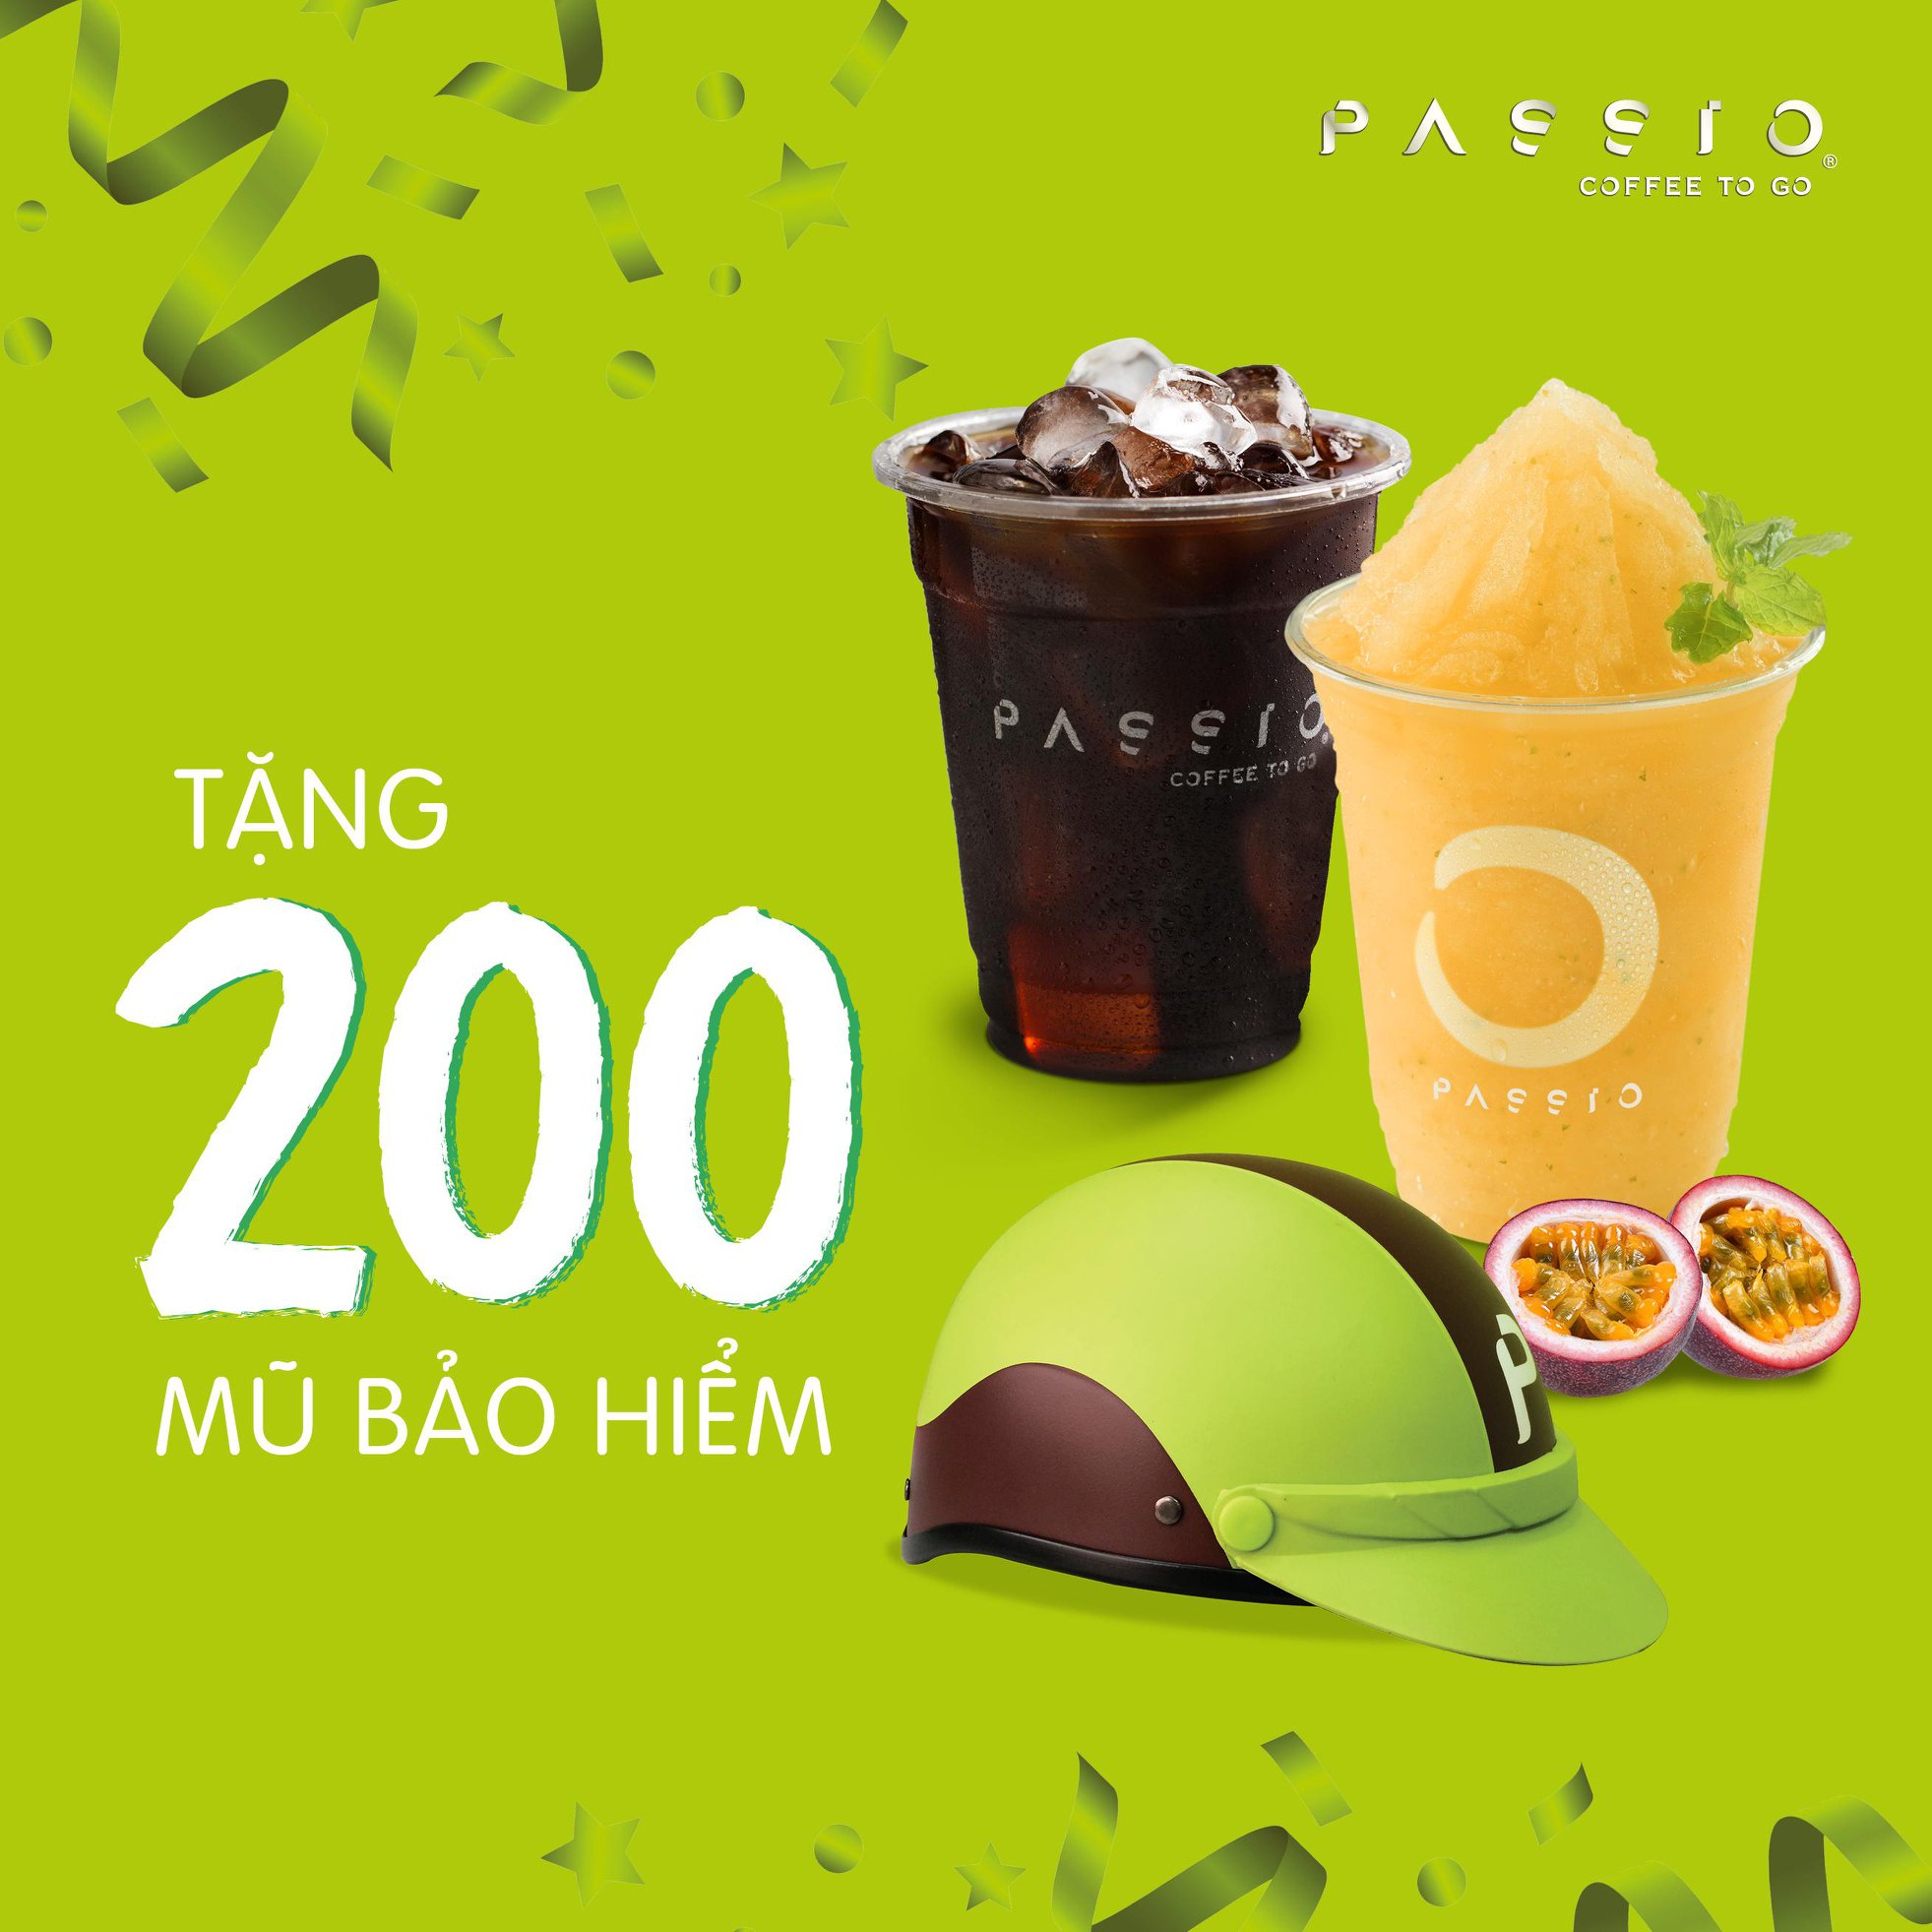 PASSIO®
COFFEE TO GO
PASSIO
COFFEE TO GO
PASSIO
TẶNG
200
MŨ BẢO HIỂM
P